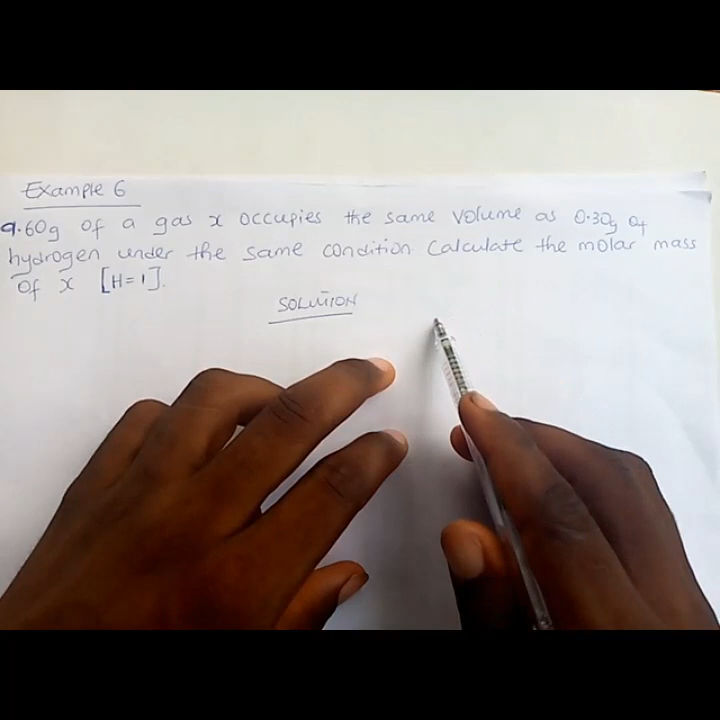 Example 6
9.60g of a gas x occupies the same volume as 0.30g of
hydrogen under the same condition Calculate the molar mass
of x [H=1].
SOLUTION